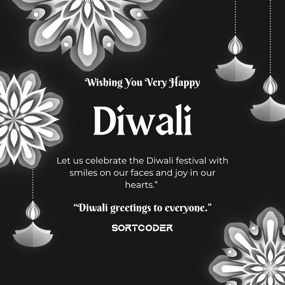 Wishing You Very Happy
Diwali
Let us celebrate the Diwali festival with
smiles on our faces and joy in our
hearts.”
“Diwali greetings to everyone.”
SORTCODER